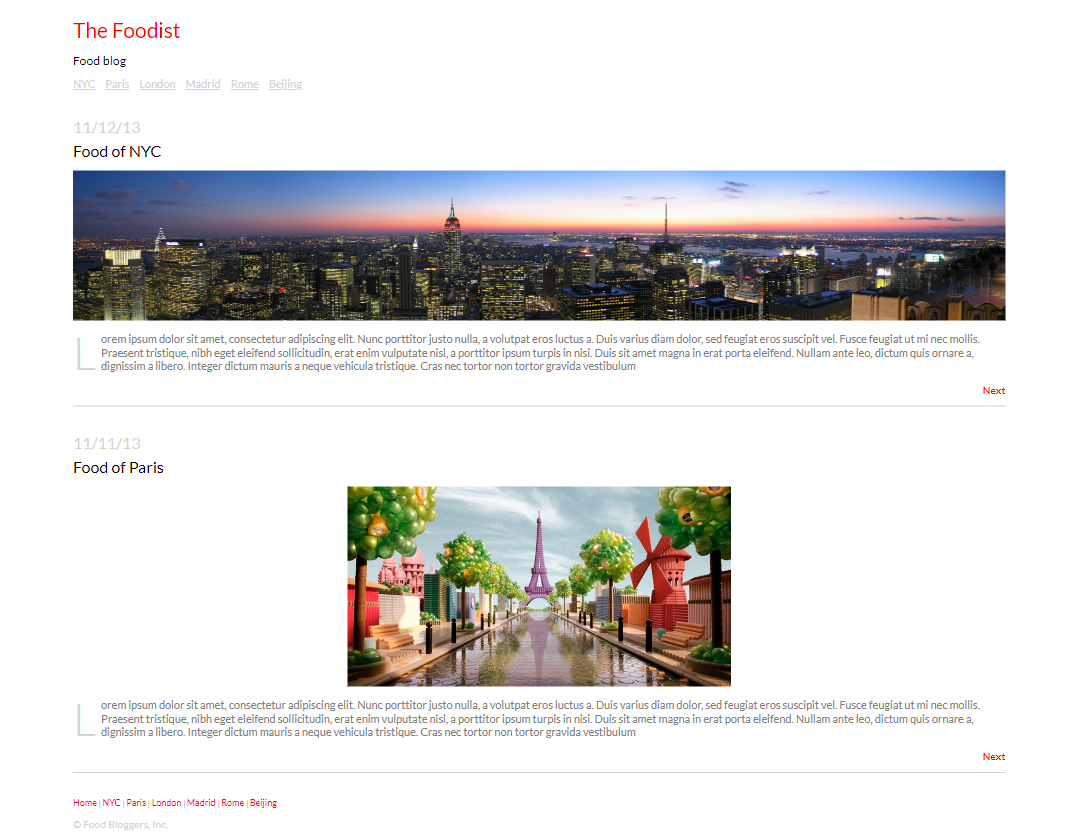 The Foodist
Food blog
NYC Paris London Madrid Rome Beijing
11/12/13
Food of NYC
Lorem ipsum dolor sit amet, consectetur adipiscing elit. Nunc porttitor justo nulla, a volutpat eros luctus a. Duis varius diam dolor, sed feugiat eros suscipit vel. Fusce feugiat ut mi nec mollis.
Praesent tristique, nibh eget eleifend sollicitudin, erat enim vulputate nisl, a porttitor ipsum turpis in nisi. Duis sit amet magna in erat porta eleifend. Nullam ante leo, dictum quis ornare a,
dignissim a libero. Integer dictum mauris a neque vehicula tristique. Cras nec tortor non tortor gravida vestibulum
Next
11/11/13
Food of Paris
Lorem ipsum dolor sit amet, consectetur adipiscing elit. Nunc porttitor justo nulla, a volutpat eros luctus a. Duis varius diam dolor, sed feugiat eros suscipit vel. Fusce feugiat ut mi nec mollis.
Praesent tristique, nibh eget eleifend sollicitudin, erat enim vulputate nisl, a porttitor ipsum turpis in nisi. Duis sit amet magna in erat porta eleifend. Nullam ante leo, dictum quis ornare a,
dignissim a libero. Integer dictum mauris a neque vehicula tristique. Cras nec tortor non tortor gravida vestibulum
Next
Home | NYC | Paris | London | Madrid | Rome | Beijing
© Food Bloggers, Inc.